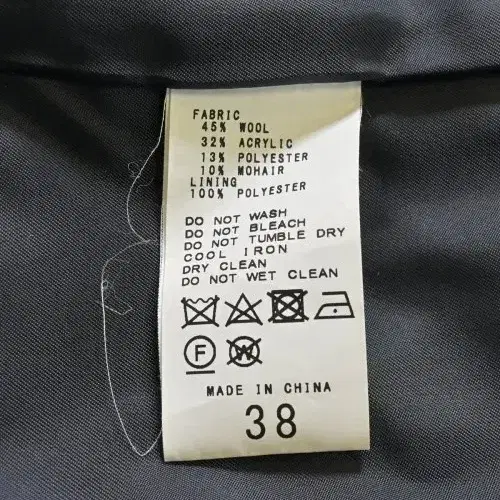 FABRIC
45% WOOL
32% ACRYLIC
13% POLYESTER
10% MOHAIR
LINING
100% POLYESTER
DO NOT WASH
DO NOT BLEACH
DO NOT TUMBLE DRY
COOL IRON
DRY CLEAN
DO NOT WET CLEAN
F W
MADE IN CHINA
38